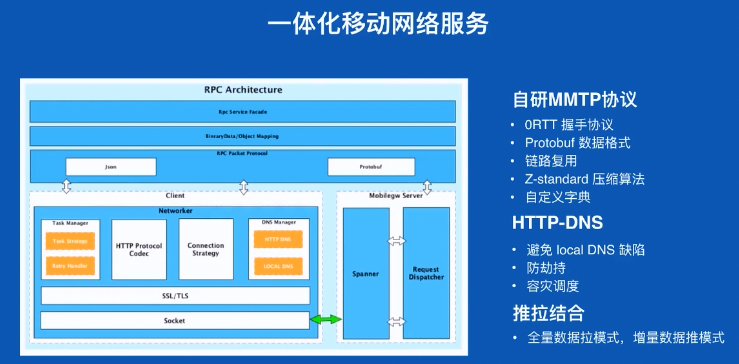 一体化移动网络服务
RPC Architecture
Rpc Service Facade
BinaryData/Object Mapping
RPC Packet Protocol
Json
Protobuf
Client
Mobilegw Server
Networker
Task Manager
Task Strategy
HTTP Protocol
Codec
Connection
Strategy
DNS Manager
HTTP DNS
LOCAL DNS
SSL/TLS
Socket
Spanner
Request
Dispatcher
自研MMTP协议
• 0RTT 握手协议
• Protobuf 数据格式
• 链路复用
• Z-standard 压缩算法
• 自定义字典
HTTP-DNS
• 避免 local DNS 缺陷
• 防劫持
• 容灾调度
推拉结合
• 全量数据拉模式，增量数据推模式